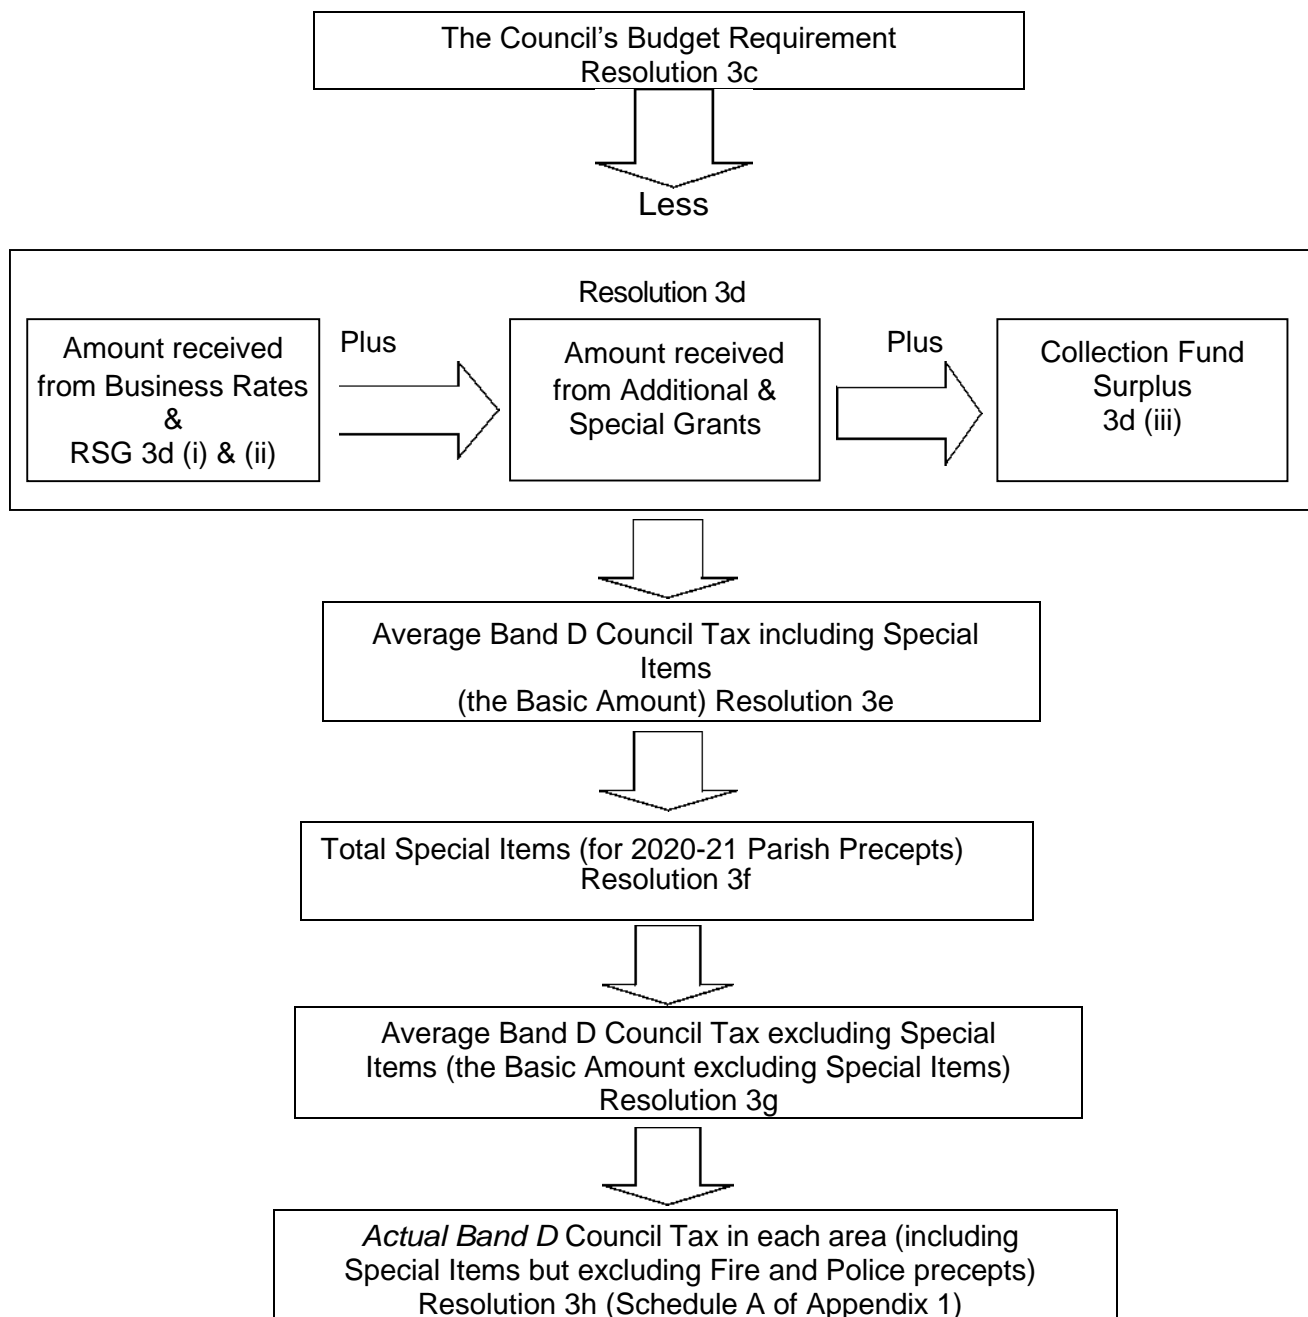 The Council’s Budget Requirement
Resolution 3c
Less
Resolution 3d
Amount received
from Business Rates
&
RSG 3d (i) & (ii)
Plus
Amount received
from Additional &
Special Grants
Plus
Collection Fund
Surplus
3d (iii)
Average Band D Council Tax including Special
Items
(the Basic Amount) Resolution 3e
Total Special Items (for 2020-21 Parish Precepts)
Resolution 3f
Average Band D Council Tax excluding Special
Items (the Basic Amount excluding Special Items)
Resolution 3g
Actual Band D Council Tax in each area (including
Special Items but excluding Fire and Police precepts)
Resolution 3h (Schedule A of Appendix 1)